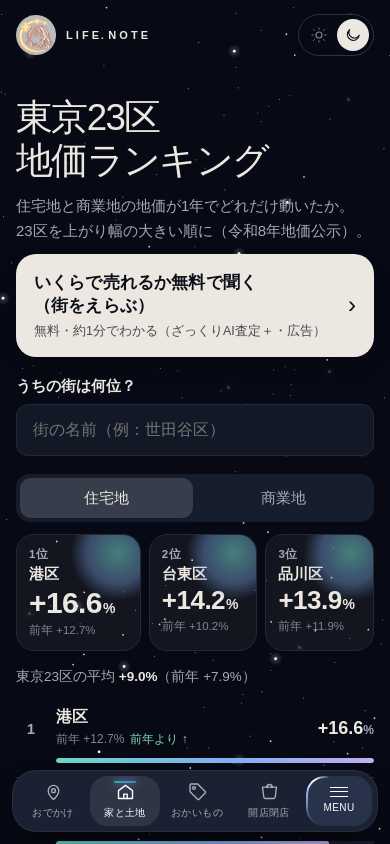 LIFE.NOTE
東京23区
地価ランキング
住宅地と商業地の地価が1年でどれだけ動いたか。
23区を上がり幅の大きい順に（令和8年地価公示）。
いくらで売れるか無料で聞く
（街をえらぶ）
›
無料・約1分でわかる（ざっくりAI査定＋・広告）
うちの街は何位？
街の名前（例：世田谷区）
住宅地 商業地
1位 2位 3位
港区 台東区 品川区
+16.6% +14.2% +13.9%
前年 +12.7% 前年 +10.2% 前年 +11.9%
東京23区の平均 +9.0%（前年 +7.9%）
1 港区 +16.6%
前年 +12.7% 前年より ↑
おでかけ 家と土地 おかいもの 開店閉店 MENU